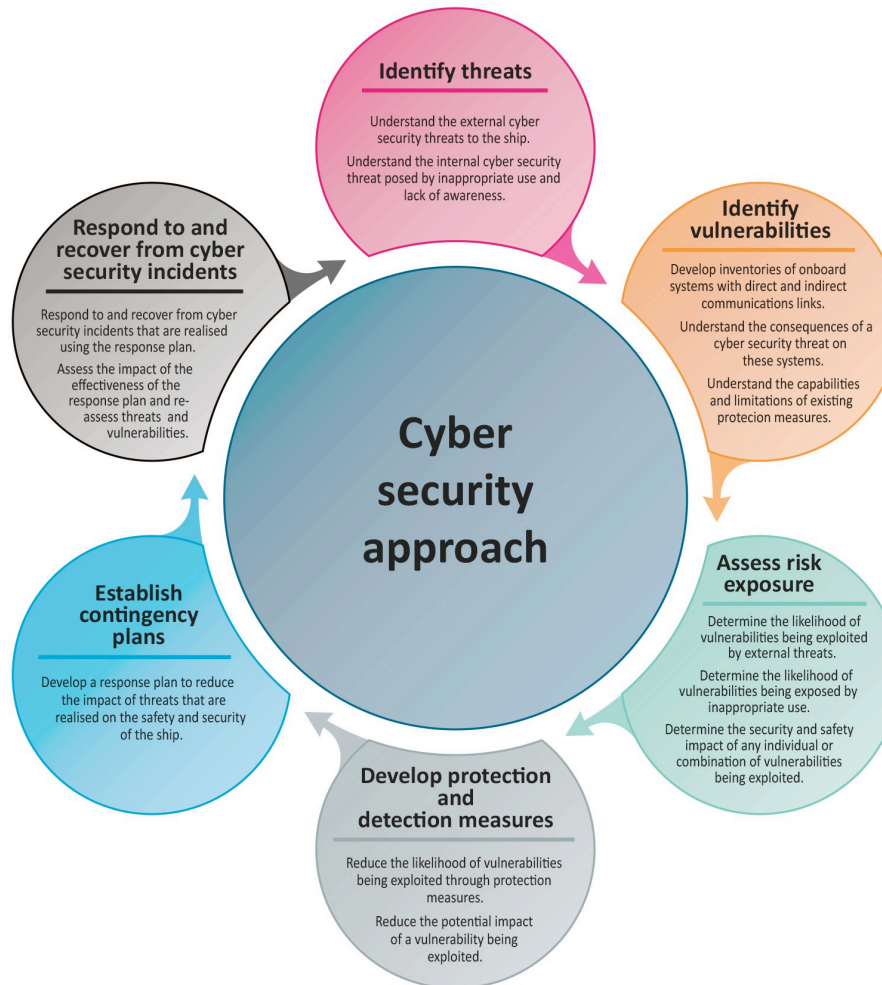 Identify threats
Understand the external cyber
security threats to the ship.
Understand the internal cyber security
threat posed by inappropriate use and
lack of awareness.
Identify
vulnerabilities
Develop inventories of onboard
systems with direct and indirect
communications links.
Understand the consequences of a
cyber security threat on
these systems.
Understand the capabilities
and limitations of existing
protecion measures.
Assess risk
exposure
Determine the likelihood of
vulnerabilities being exploited
by external threats.
Determine the likelihood of
vulnerabilities being exposed by
inappropriate use.
Determine the security and safety
impact of any individual or
combination of vulnerabilities
being exploited.
Develop protection
and
detection measures
Reduce the likelihood of vulnerabilities
being exploited through protection
measures.
Reduce the potential impact
of a vulnerability being
exploited.
Establish
contingency
plans
Develop a response plan to reduce
the impact of threats that are
realised on the safety and security
of the ship.
Respond to and
recover from cyber
security incidents
Respond to and recover from cyber
security incidents that are realised
using the response plan.
Assess the impact of the
effectiveness of the
response plan and re-
assess threats and
vulnerabilities.
Cyber
security
approach